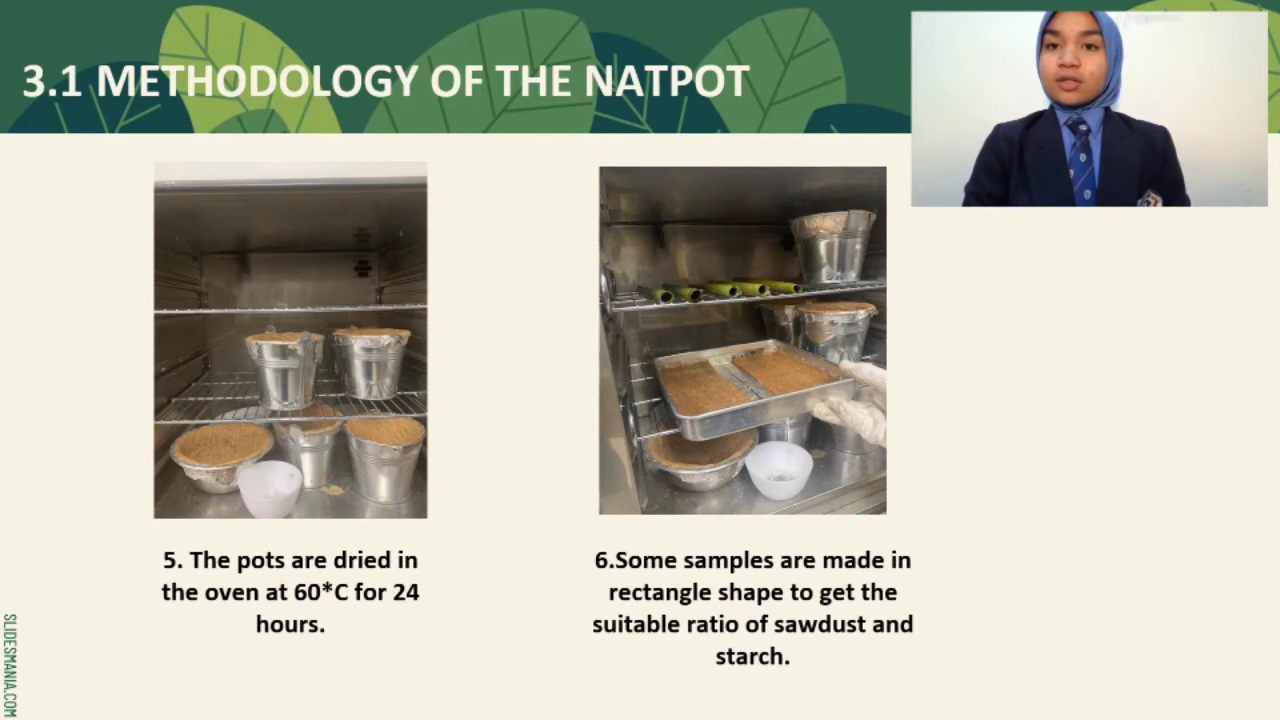 3.1 METHODOLOGY OF THE NATPOT
5. The pots are dried in
the oven at 60*C for 24
hours.
6.Some samples are made in
rectangle shape to get the
suitable ratio of sawdust and
starch.
SLIDESMANIA.COM